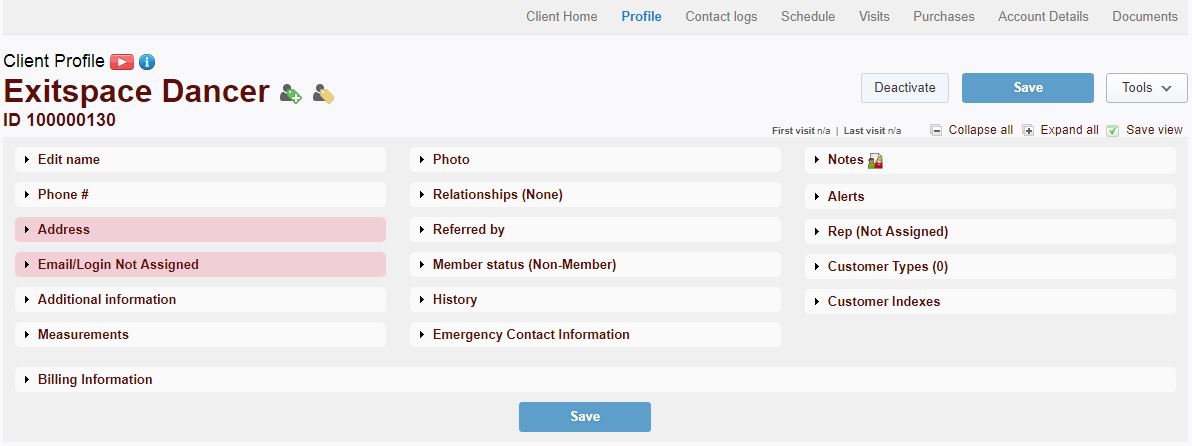 Client Home Profile Contact logs Schedule Visits Purchases Account Details Documents
Client Profile
Exitspace Dancer
ID 100000130
Deactivate Save Tools
First visit n/a | Last visit n/a Collapse all Expand all Save view
Edit name
Phone #
Address
Email/Login Not Assigned
Additional information
Measurements
Photo
Relationships (None)
Referred by
Member status (Non-Member)
History
Emergency Contact Information
Notes
Alerts
Rep (Not Assigned)
Customer Types (0)
Customer Indexes
Billing Information
Save